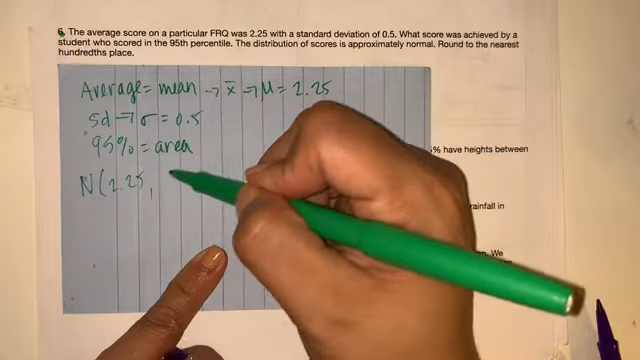 6. The average score on a particular FRQ was 2.25 with a standard deviation of 0.5. What score was achieved by a
student who scored in the 95th percentile. The distribution of scores is approximately normal. Round to the nearest
hundredths place.
Average = mean → x̄ → μ = 2.25
sd → σ = 0.5
95% = area
N(2.25,
5% have heights between
rainfall in
We